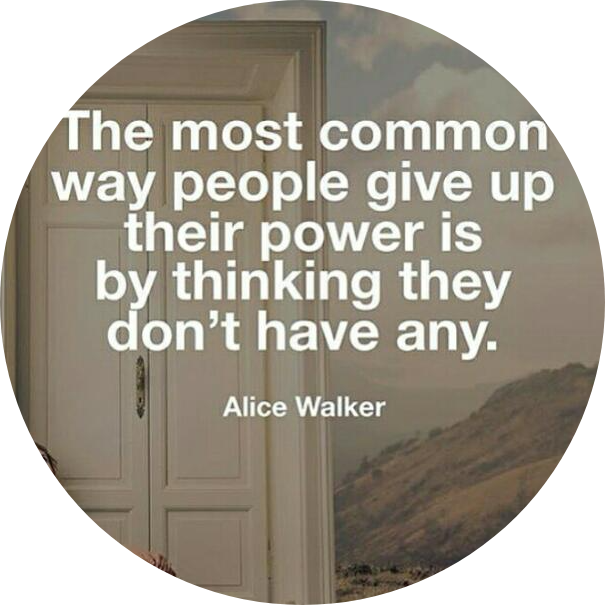 The most common
way people give up
their power is
by thinking they
don’t have any.
Alice Walker